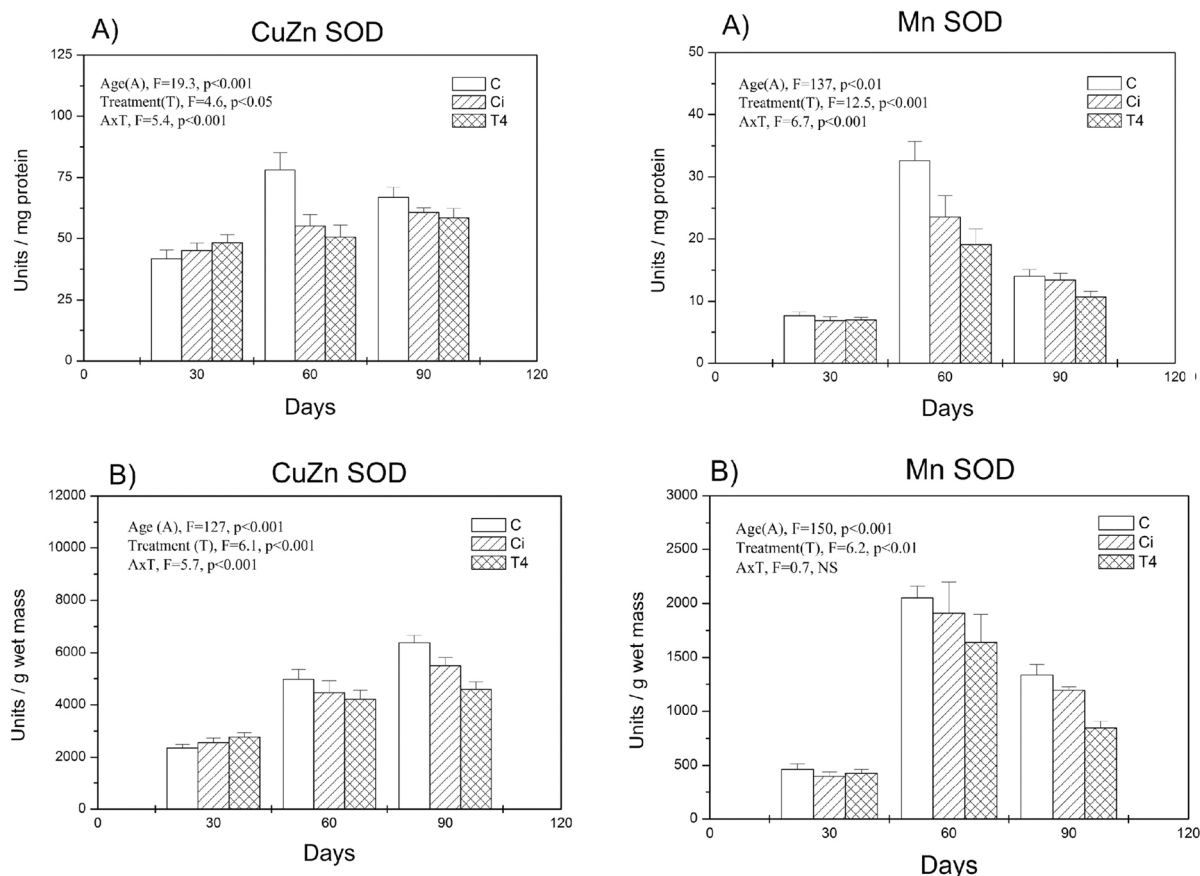 A)
CuZn SOD
125
100
75
50
25
0
Units / mg protein
Age(A), F=19.3, p<0.001
Treatment(T), F=4.6, p<0.05
AxT, F=5.4, p<0.001
C
Ci
T4
0 30 60 90 120
Days
A)
Mn SOD
50
40
30
20
10
0
Units / mg protein
Age(A), F=137, p<0.01
Treatment(T), F=12.5, p<0.001
AxT, F=6.7, p<0.001
C
Ci
T4
0 30 60 90 120
Days
B)
CuZn SOD
12000
10000
8000
6000
4000
2000
0
Units / g wet mass
Age (A), F=127, p<0.001
Treatment (T), F=6.1, p<0.001
AxT, F=5.7, p<0.001
C
Ci
T4
0 30 60 90 120
Days
B)
Mn SOD
3000
2500
2000
1500
1000
500
0
Units / g wet mass
Age(A), F=150, p<0.001
Treatment(T), F=6.2, p<0.01
AxT, F=0.7, NS
C
Ci
T4
0 30 60 90 120
Days